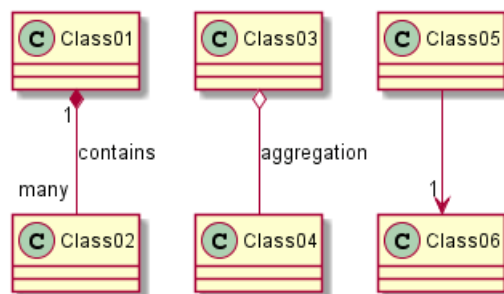 C Class01
C Class03
C Class05
1
contains
aggregation
many
1
C Class02
C Class04
C Class06